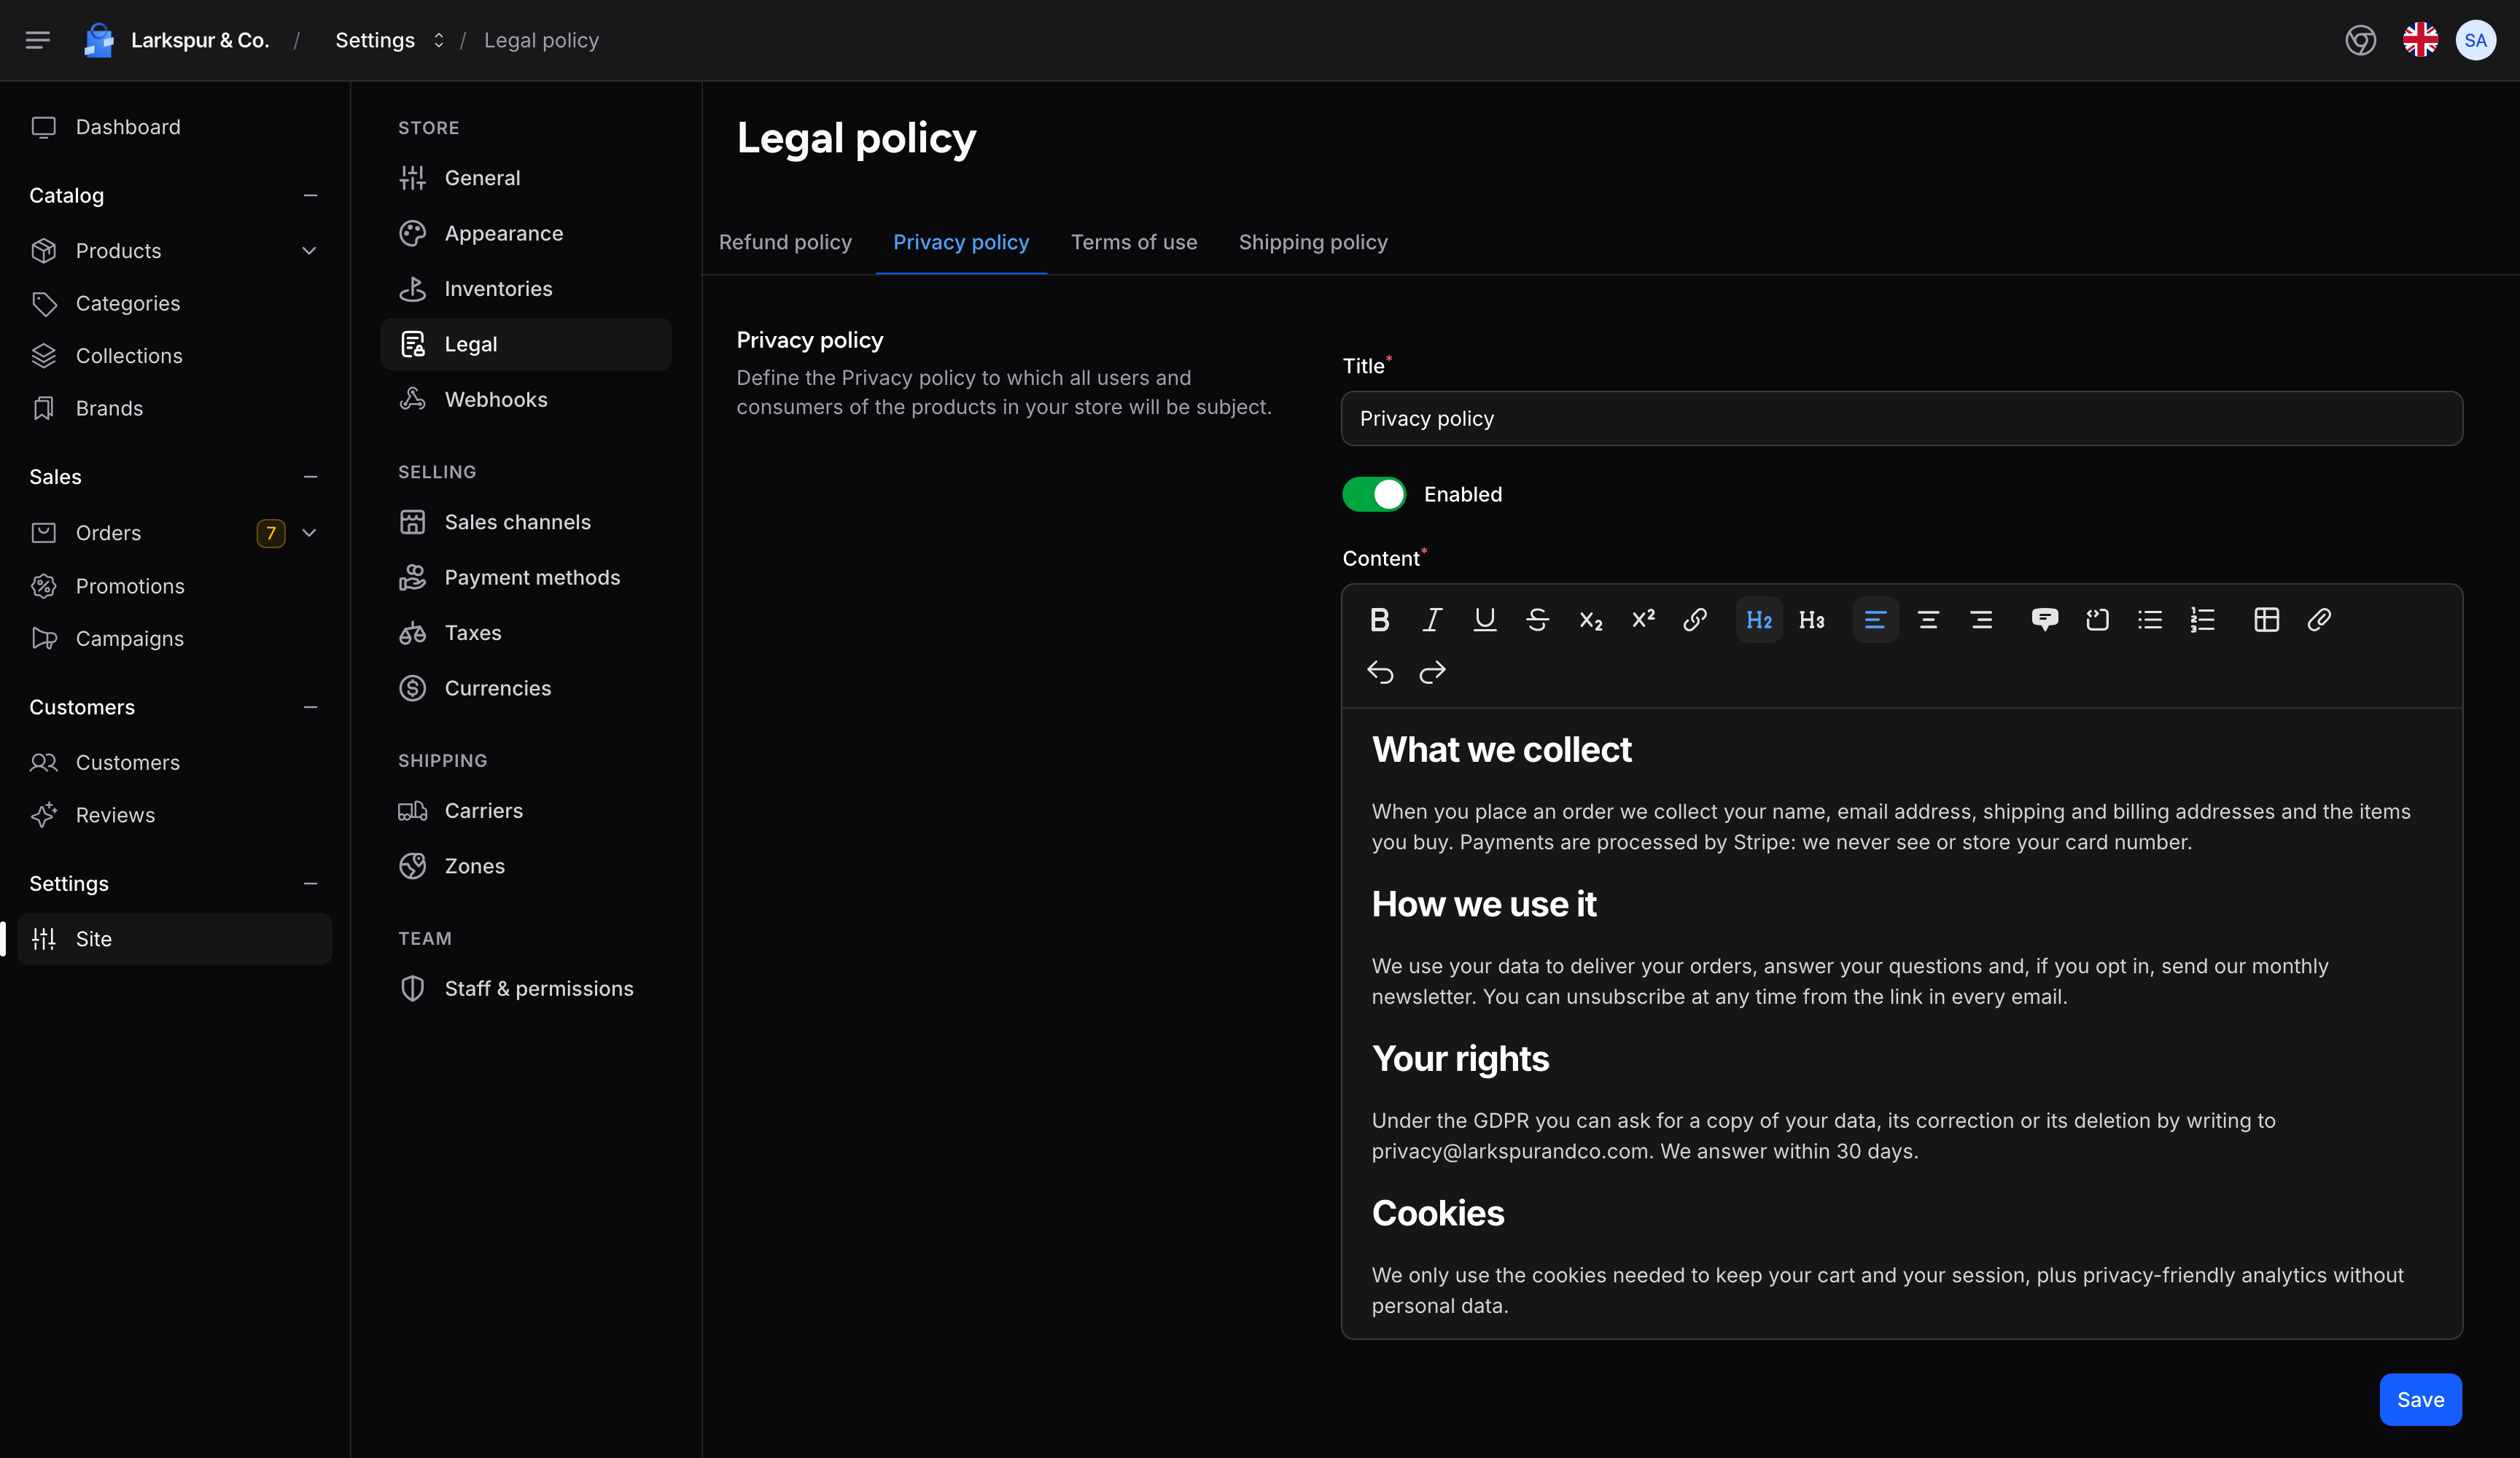 Larkspur & Co. / Settings / Legal policy
SA
Dashboard
Catalog
Products
Categories
Collections
Brands
Sales
Orders 7
Promotions
Campaigns
Customers
Customers
Reviews
Settings
Site
STORE
General
Appearance
Inventories
Legal
Webhooks
SELLING
Sales channels
Payment methods
Taxes
Currencies
SHIPPING
Carriers
Zones
TEAM
Staff & permissions
Legal policy
Refund policy Privacy policy Terms of use Shipping policy
Privacy policy
Define the Privacy policy to which all users and
consumers of the products in your store will be subject.
Title*
Privacy policy
Enabled
Content*
H2 H3
What we collect
When you place an order we collect your name, email address, shipping and billing addresses and the items
you buy. Payments are processed by Stripe: we never see or store your card number.
How we use it
We use your data to deliver your orders, answer your questions and, if you opt in, send our monthly
newsletter. You can unsubscribe at any time from the link in every email.
Your rights
Under the GDPR you can ask for a copy of your data, its correction or its deletion by writing to
privacy@larkspurandco.com. We answer within 30 days.
Cookies
We only use the cookies needed to keep your cart and your session, plus privacy-friendly analytics without
personal data.
Save